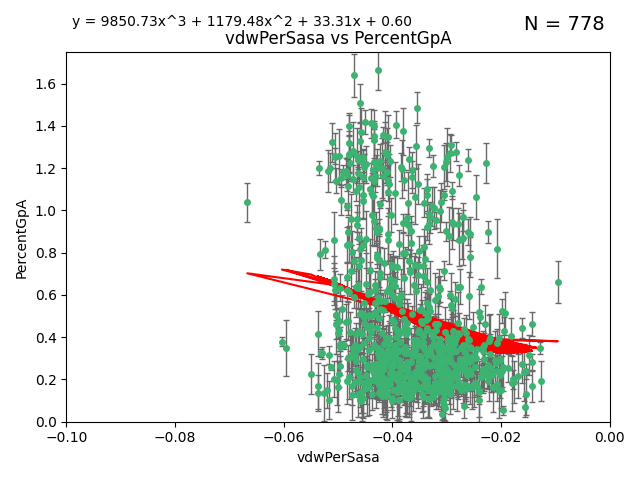 y = 9850.73x^3 + 1179.48x^2 + 33.31x + 0.60
N = 778
vdwPerSasa vs PercentGpA
1.6
1.4
1.2
1.0
0.8
0.6
0.4
0.2
0.0
PercentGpA
−0.10 −0.08 −0.06 −0.04 −0.02 0.00
vdwPerSasa